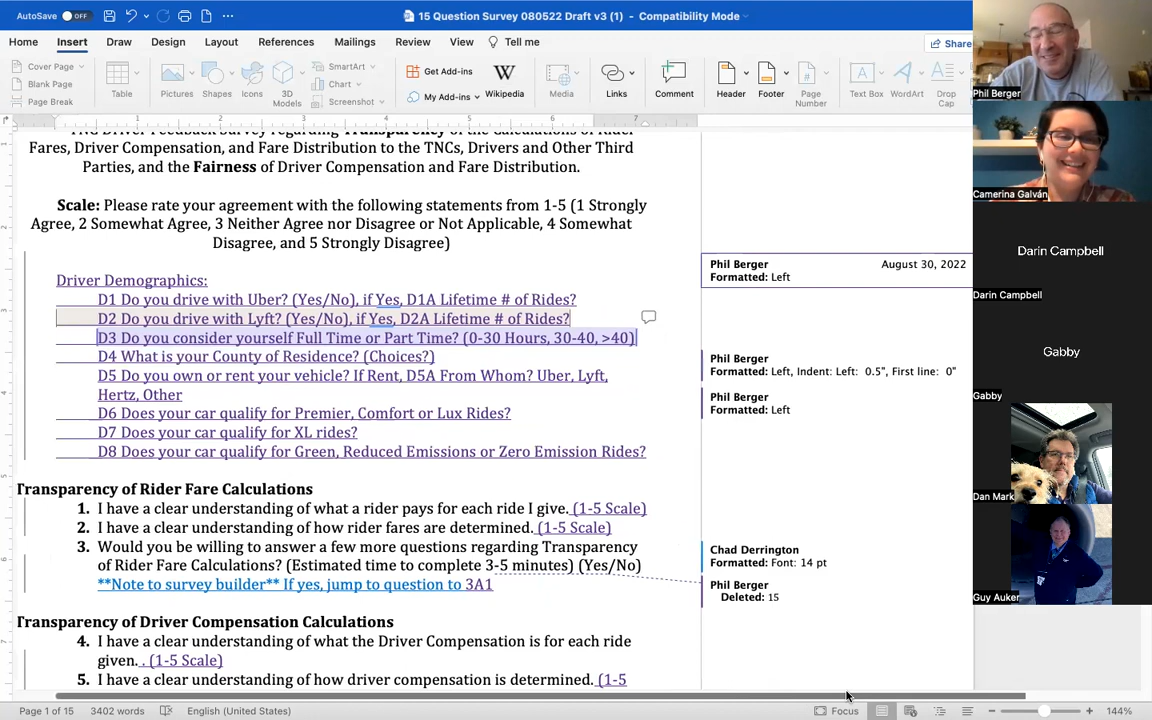 AutoSave OFF 15 Question Survey 080522 Draft v3 (1) - Compatibility Mode
Home Insert Draw Design Layout References Mailings Review View Tell me Share
Cover Page
Blank Page
Page Break
Table
Pictures
Shapes
Icons
3D
Models
SmartArt
Chart
Screenshot
Get Add-ins
My Add-ins
Wikipedia
Media
Links
Comment
Header
Footer
Page
Number
Text Box
WordArt
Drop
Cap
TNC Driver Feedback Survey regarding Transparency of the Calculations of Rider
Fares, Driver Compensation, and Fare Distribution to the TNCs, Drivers and Other Third
Parties, and the Fairness of Driver Compensation and Fare Distribution.
Scale: Please rate your agreement with the following statements from 1-5 (1 Strongly
Agree, 2 Somewhat Agree, 3 Neither Agree nor Disagree or Not Applicable, 4 Somewhat
Disagree, and 5 Strongly Disagree)
Driver Demographics:
D1 Do you drive with Uber? (Yes/No), if Yes, D1A Lifetime # of Rides?
D2 Do you drive with Lyft? (Yes/No), if Yes, D2A Lifetime # of Rides?
D3 Do you consider yourself Full Time or Part Time? (0-30 Hours, 30-40, >40)
D4 What is your County of Residence? (Choices?)
D5 Do you own or rent your vehicle? If Rent, D5A From Whom? Uber, Lyft,
Hertz, Other
D6 Does your car qualify for Premier, Comfort or Lux Rides?
D7 Does your car qualify for XL rides?
D8 Does your car qualify for Green, Reduced Emissions or Zero Emission Rides?
Transparency of Rider Fare Calculations
1. I have a clear understanding of what a rider pays for each ride I give. (1-5 Scale)
2. I have a clear understanding of how rider fares are determined. (1-5 Scale)
3. Would you be willing to answer a few more questions regarding Transparency
of Rider Fare Calculations? (Estimated time to complete 3-5 minutes) (Yes/No)
**Note to survey builder** If yes, jump to question to 3A1
Transparency of Driver Compensation Calculations
4. I have a clear understanding of what the Driver Compensation is for each ride
given. . (1-5 Scale)
5. I have a clear understanding of how driver compensation is determined. (1-5
Phil Berger August 30, 2022
Formatted: Left
Phil Berger
Formatted: Left, Indent: Left: 0.5", First line: 0"
Phil Berger
Formatted: Left
Chad Derrington
Formatted: Font: 14 pt
Phil Berger
Deleted: 15
Phil Berger
Camerina Galván
Darin Campbell
Darin Campbell
Gabby
Gabby
Dan Mark
Guy Auker
Page 1 of 15 3402 words English (United States) Focus 144%